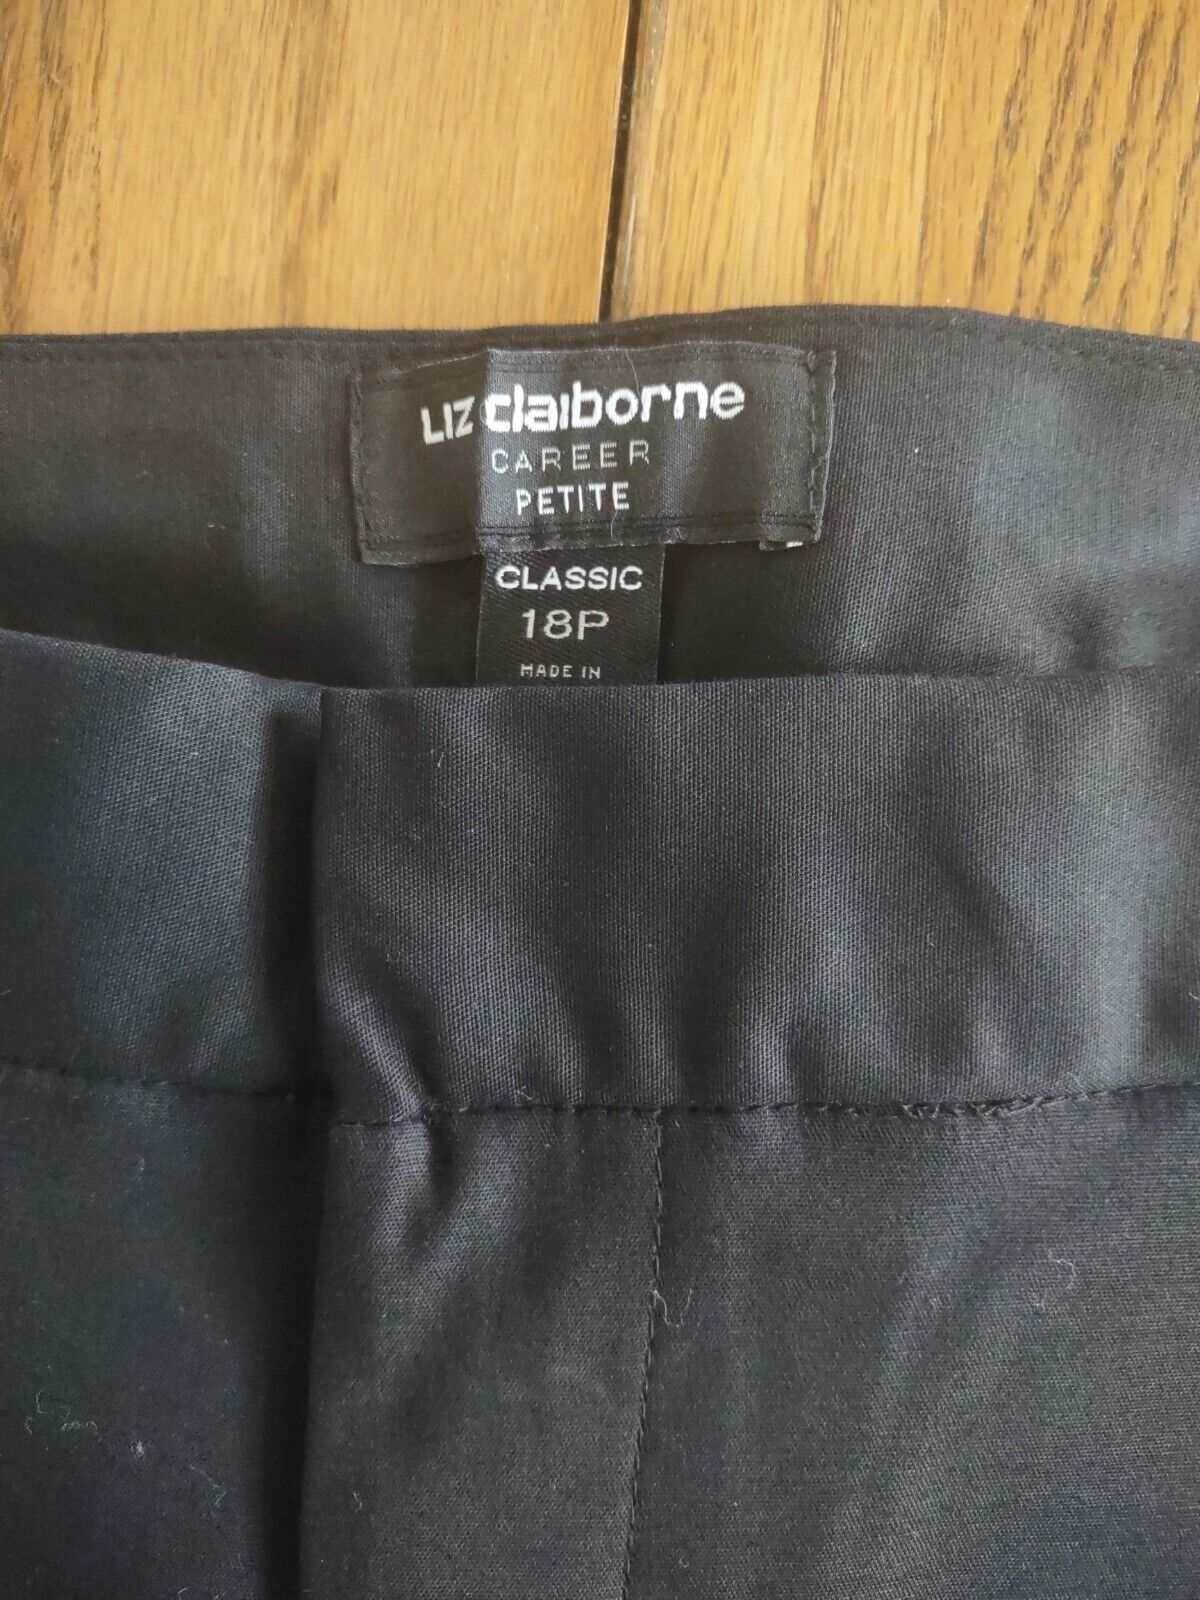 LIZ claiborne
CAREER
PETITE
CLASSIC
18P
MADE IN